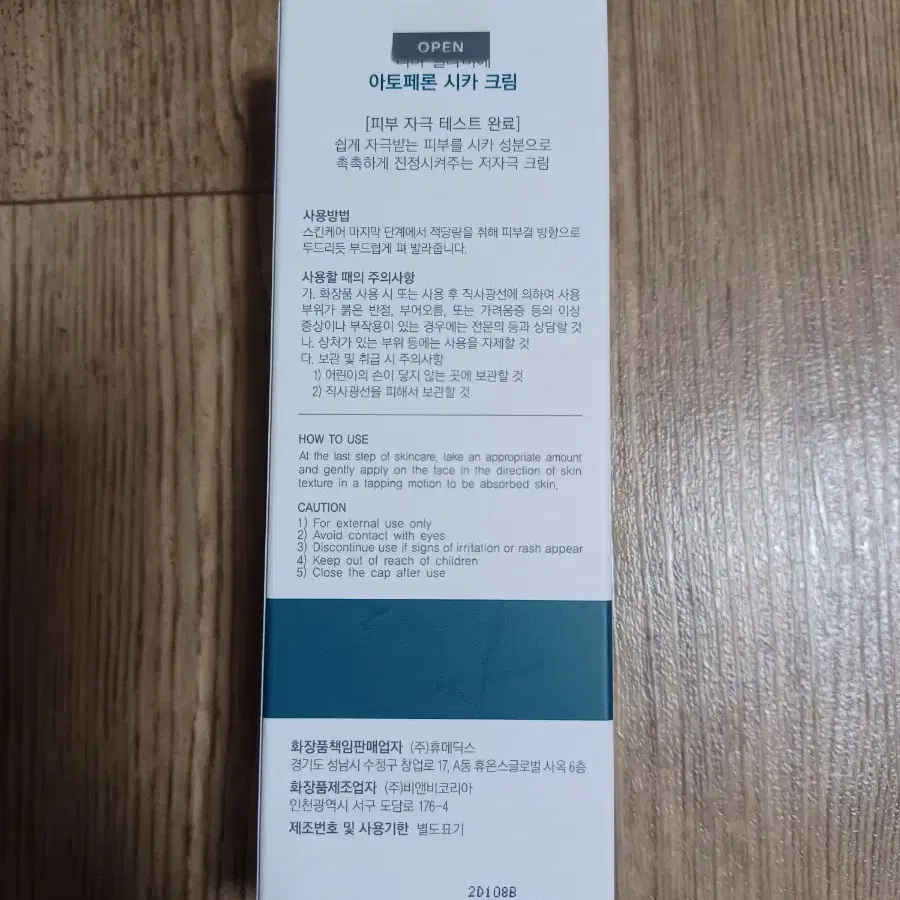 OPEN
아토페론 시카 크림
[피부 자극 테스트 완료]
쉽게 자극받는 피부를 시카 성분으로
촉촉하게 진정시켜주는 저자극 크림
사용방법
스킨케어 마지막 단계에서 적당량을 취해 피부결 방향으로
두드리듯 부드럽게 펴 발라줍니다.
사용할 때의 주의사항
가. 화장품 사용 시 또는 사용 후 직사광선에 의하여 사용
부위가 붉은 반점, 부어오름, 또는 가려움증 등의 이상
증상이나 부작용이 있는 경우에는 전문의 등과 상담할 것
나. 상처가 있는 부위 등에는 사용을 자제할 것
다. 보관 및 취급 시 주의사항
1) 어린이의 손이 닿지 않는 곳에 보관할 것
2) 직사광선을 피해서 보관할 것
HOW TO USE
At the last step of skincare, take an appropriate amount
and gently apply on the face in the direction of skin
texture in a tapping motion to be absorbed skin.
CAUTION
1) For external use only
2) Avoid contact with eyes
3) Discontinue use if signs of irritation or rash appear
4) Keep out of reach of children
5) Close the cap after use
화장품책임판매업자 (주)휴메딕스
경기도 성남시 수정구 창업로 17, A동 휴온스글로벌 사옥 6층
화장품제조업자 (주)비앤비코리아
인천광역시 서구 도담로 176-4
제조번호 및 사용기한 별도표기
2D108B